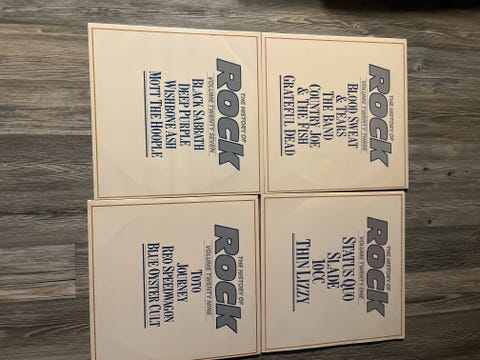 THE HISTORY OF
ROCK
VOLUME TWENTY THREE
BLOOD SWEAT
& TEARS
THE BAND
COUNTRY JOE
& THE FISH
GRATEFUL DEAD
THE HISTORY OF
ROCK
VOLUME TWENTY ONE
STATUS QUO
SLADE
10CC
THIN LIZZY
THE HISTORY OF
ROCK
VOLUME TWENTY SEVEN
BLACK SABBATH
DEEP PURPLE
WISHBONE ASH
MOTT THE HOOPLE
THE HISTORY OF
ROCK
VOLUME TWENTY NINE
TOTO
JOURNEY
REO SPEEDWAGON
BLUE OYSTER CULT